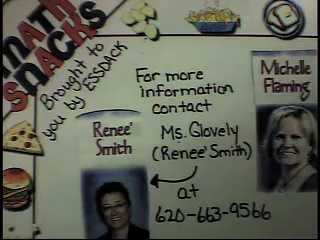 MATH
SNACKS
Brought to
you by ESSDACK
For more
information
contact
Ms. Glovely
(Renee' Smith)
at
620-663-9566
Renee'
Smith
Michelle
Flaming